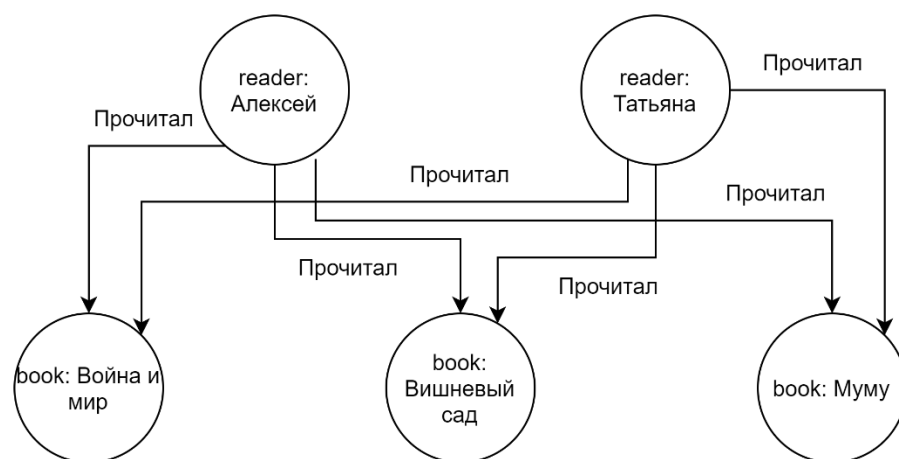 reader:
Алексей
reader:
Татьяна
Прочитал
Прочитал
Прочитал
Прочитал
Прочитал
Прочитал
book: Война и
мир
book:
Вишневый
сад
book: Муму